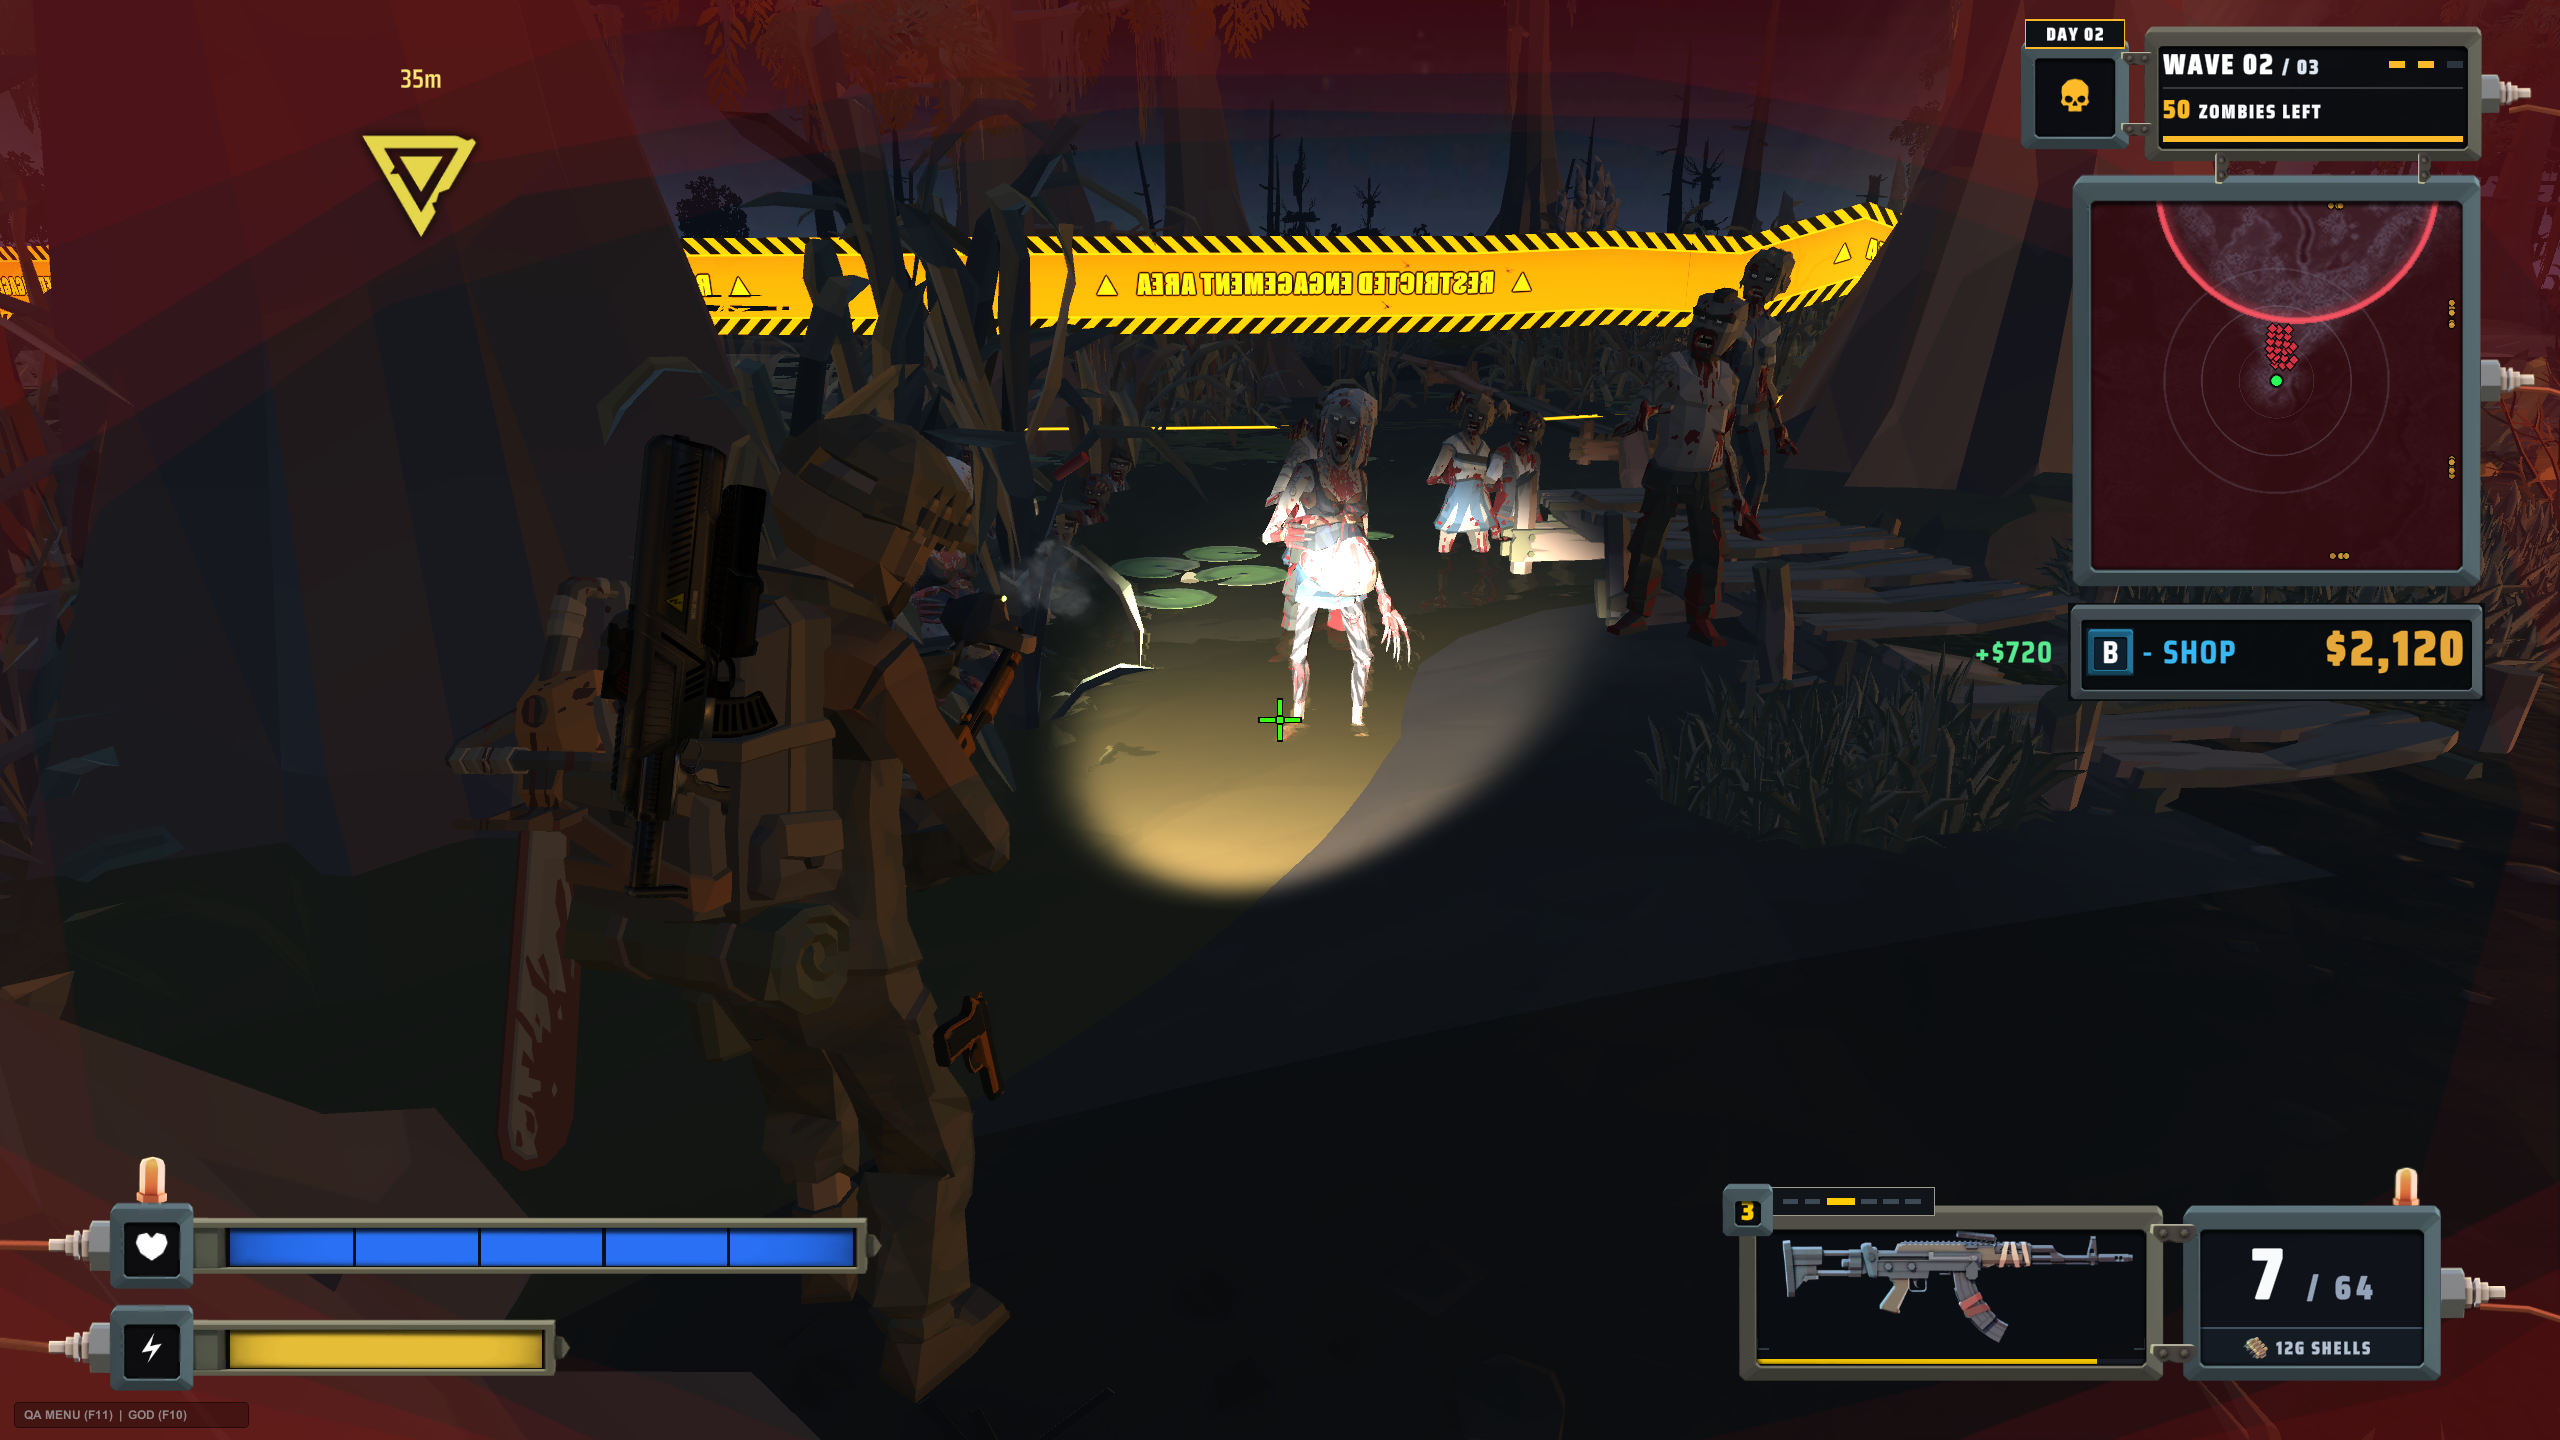 35m
DAY 02
WAVE 02 / 03
50 ZOMBIES LEFT
RESTRICTED ENGAGEMENT AREA
+$720
B - SHOP
$2,120
3
7 / 64
12G SHELLS
QA MENU (F11) | GOD (F10)